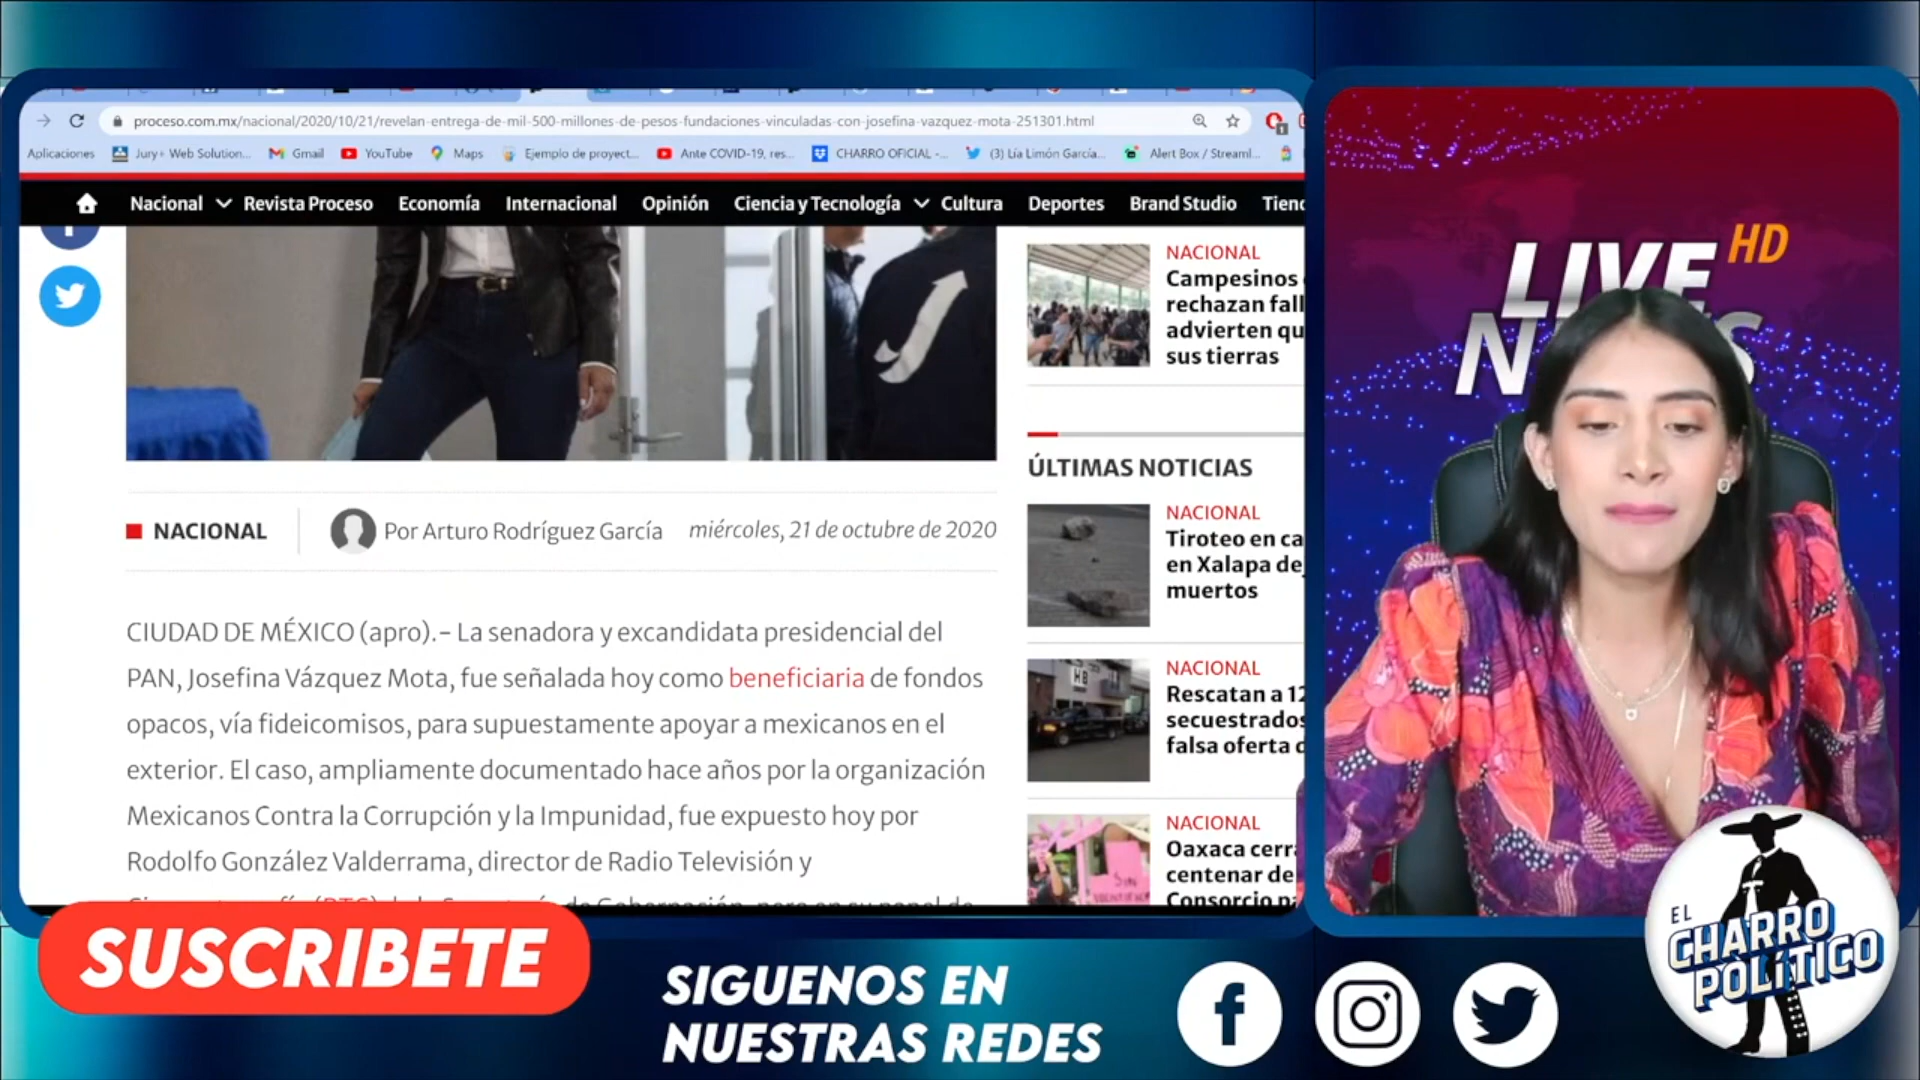 proceso.com.mx/nacional/2020/10/21/revelan-entrega-de-mil-500-millones-de-pesos-fundaciones-vinculadas-con-josefina-vazquez-mota-251301.html
Aplicaciones Jury+ Web Solution... Gmail YouTube Maps Ejemplo de proyect... Ante COVID-19, res... CHARRO OFICIAL -... (3) Lía Limón García... Alert Box / Streaml...
Nacional Revista Proceso Economía Internacional Opinión Ciencia y Tecnología Cultura Deportes Brand Studio Tien
NACIONAL
Campesinos
rechazan fall
advierten qu
sus tierras
ÚLTIMAS NOTICIAS
NACIONAL
Tiroteo en ca
en Xalapa de
muertos
NACIONAL
Rescatan a 12
secuestrados
falsa oferta
NACIONAL
Oaxaca cerr
centenar de
Consorcio
NACIONAL Por Arturo Rodríguez García miércoles, 21 de octubre de 2020
CIUDAD DE MÉXICO (apro).- La senadora y excandidata presidencial del
PAN, Josefina Vázquez Mota, fue señalada hoy como beneficiaria de fondos
opacos, vía fideicomisos, para supuestamente apoyar a mexicanos en el
exterior. El caso, ampliamente documentado hace años por la organización
Mexicanos Contra la Corrupción y la Impunidad, fue expuesto hoy por
Rodolfo González Valderrama, director de Radio Televisión y
LIVE HD
SUSCRIBETE
SIGUENOS EN
NUESTRAS REDES
EL
CHARRO
POLÍTICO